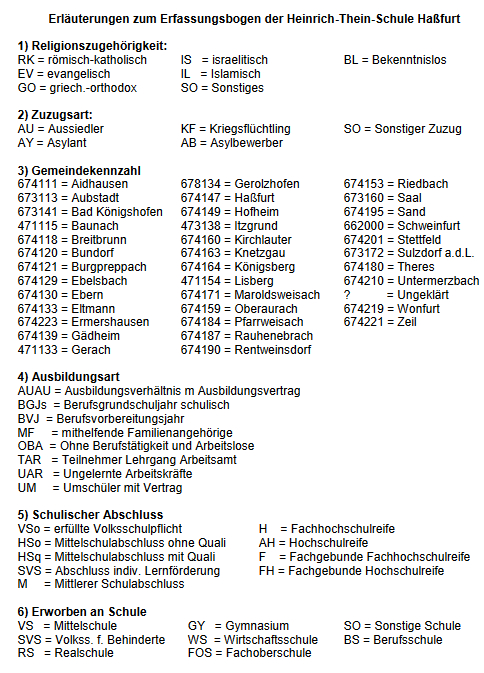 Erläuterungen zum Erfassungsbogen der Heinrich-Thein-Schule Haßfurt
1) Religionszugehörigkeit:
RK = römisch-katholisch IS = israelitisch BL = Bekenntnislos
EV = evangelisch IL = Islamisch
GO = griech.-orthodox SO = Sonstiges
2) Zuzugsart:
AU = Aussiedler KF = Kriegsflüchtling SO = Sonstiger Zuzug
AY = Asylant AB = Asylbewerber
3) Gemeindekennzahl
674111 = Aidhausen 678134 = Gerolzhofen 674153 = Riedbach
673113 = Aubstadt 674147 = Haßfurt 673160 = Saal
673141 = Bad Königshofen 674149 = Hofheim 674195 = Sand
471115 = Baunach 473138 = Itzgrund 662000 = Schweinfurt
674118 = Breitbrunn 674160 = Kirchlauter 674201 = Stettfeld
674120 = Bundorf 674163 = Knetzgau 673172 = Sulzdorf a.d.L.
674121 = Burgpreppach 674164 = Königsberg 674180 = Theres
674129 = Ebelsbach 471154 = Lisberg 674210 = Untermerzbach
674130 = Ebern 674171 = Maroldsweisach ? = Ungeklärt
674133 = Eltmann 674159 = Oberaurach 674219 = Wonfurt
674223 = Ermershausen 674184 = Pfarrweisach 674221 = Zeil
674139 = Gädheim 674187 = Rauhenebrach
471133 = Gerach 674190 = Rentweinsdorf
4) Ausbildungsart
AUAU = Ausbildungsverhältnis m Ausbildungsvertrag
BGJs = Berufsgrundschuljahr schulisch
BVJ = Berufsvorbereitungsjahr
MF = mithelfende Familienangehörige
OBA = Ohne Berufstätigkeit und Arbeitslose
TAR = Teilnehmer Lehrgang Arbeitsamt
UAR = Ungelernte Arbeitskräfte
UM = Umschüler mit Vertrag
5) Schulischer Abschluss
VSo = erfüllte Volksschulpflicht H = Fachhochschulreife
HSo = Mittelschulabschluss ohne Quali AH = Hochschulreife
HSq = Mittelschulabschluss mit Quali F = Fachgebunde Fachhochschulreife
SVS = Abschluss indiv. Lernförderung FH = Fachgebunde Hochschulreife
M = Mittlerer Schulabschluss
6) Erworben an Schule
VS = Mittelschule GY = Gymnasium SO = Sonstige Schule
SVS = Volkss. f. Behinderte WS = Wirtschaftsschule BS = Berufsschule
RS = Realschule FOS = Fachoberschule